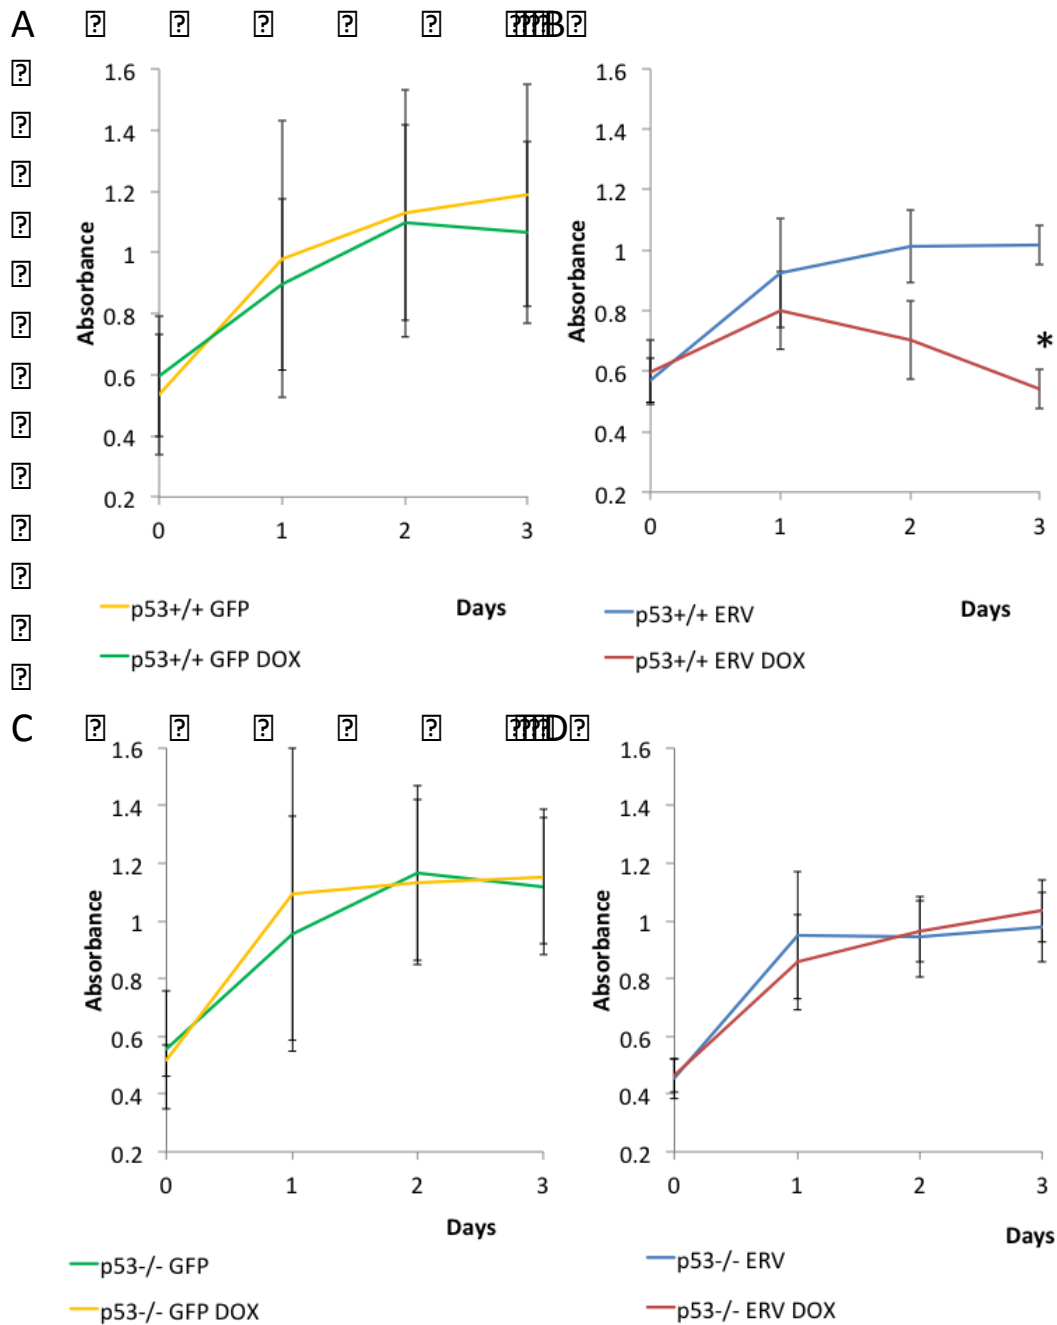 A B
1.6
1.4
1.2
1
0.8
0.6
0.4
0.2
Absorbance
0 1 2 3
Days
p53+/+ GFP
p53+/+ GFP DOX
1.6
1.4
1.2
1
0.8
0.6
0.4
0.2
Absorbance
*
0 1 2 3
Days
p53+/+ ERV
p53+/+ ERV DOX
C D
1.6
1.4
1.2
1
0.8
0.6
0.4
0.2
Absorbance
0 1 2 3
Days
p53-/- GFP
p53-/- GFP DOX
1.6
1.4
1.2
1
0.8
0.6
0.4
0.2
Absorbance
0 1 2 3
Days
p53-/- ERV
p53-/- ERV DOX